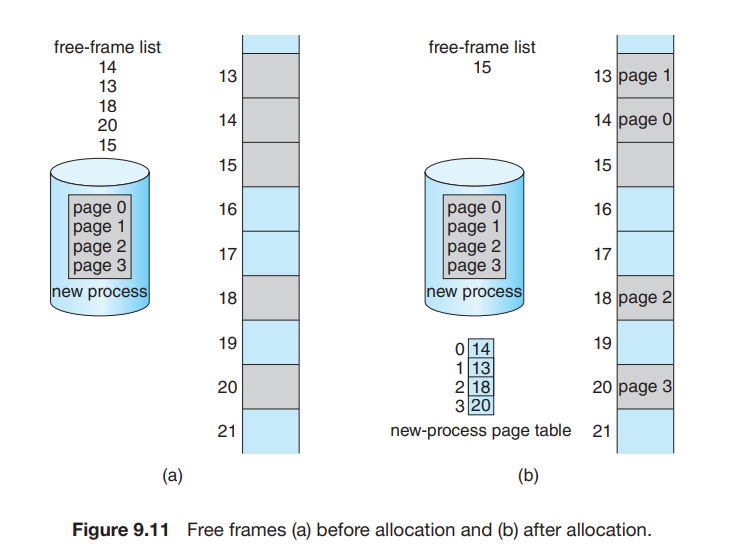 free-frame list
14
13
18
20
15
page 0
page 1
page 2
page 3
new process
13
14
15
16
17
18
19
20
21
(a)
free-frame list
15
page 0
page 1
page 2
page 3
new process
0 14
1 13
2 18
3 20
new-process page table
13 page 1
14 page 0
15
16
17
18 page 2
19
20 page 3
21
(b)
Figure 9.11 Free frames (a) before allocation and (b) after allocation.